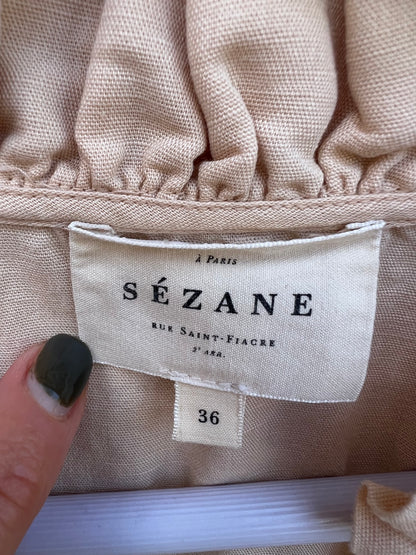 À PARIS
SÉZANE
RUE SAINT-FIACRE
2e ARR.
36